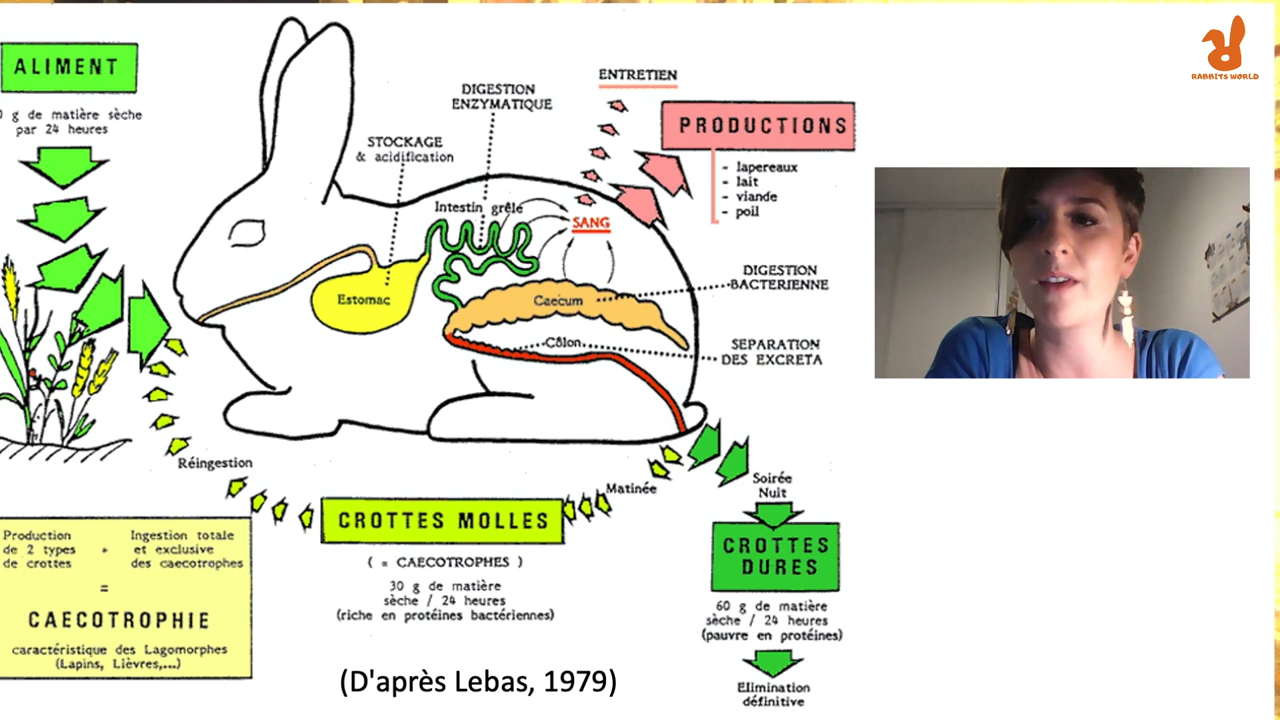 RABBITS WORLD
ALIMENT
g de matière sèche
par 24 heures
ENTRETIEN
DIGESTION
ENZYMATIQUE
PRODUCTIONS
- lapereaux
- lait
- viande
- poil
STOCKAGE
& acidification
Intestin grêle
SANG
DIGESTION
BACTERIENNE
Estomac
Caecum
Côlon
SEPARATION
DES EXCRETA
Réingestion
Matinée
Soirée
Nuit
CROTTES MOLLES
( = CAECOTROPHES )
30 g de matière
sèche / 24 heures
(riche en protéines bactériennes)
CROTTES
DURES
60 g de matière
sèche / 24 heures
(pauvre en protéines)
Elimination
définitive
Production
de 2 types
de crottes
+
Ingestion totale
et exclusive
des caecotrophes
=
CAECOTROPHIE
caractéristique des Lagomorphes
(Lapins, Lièvres,...)
(D'après Lebas, 1979)